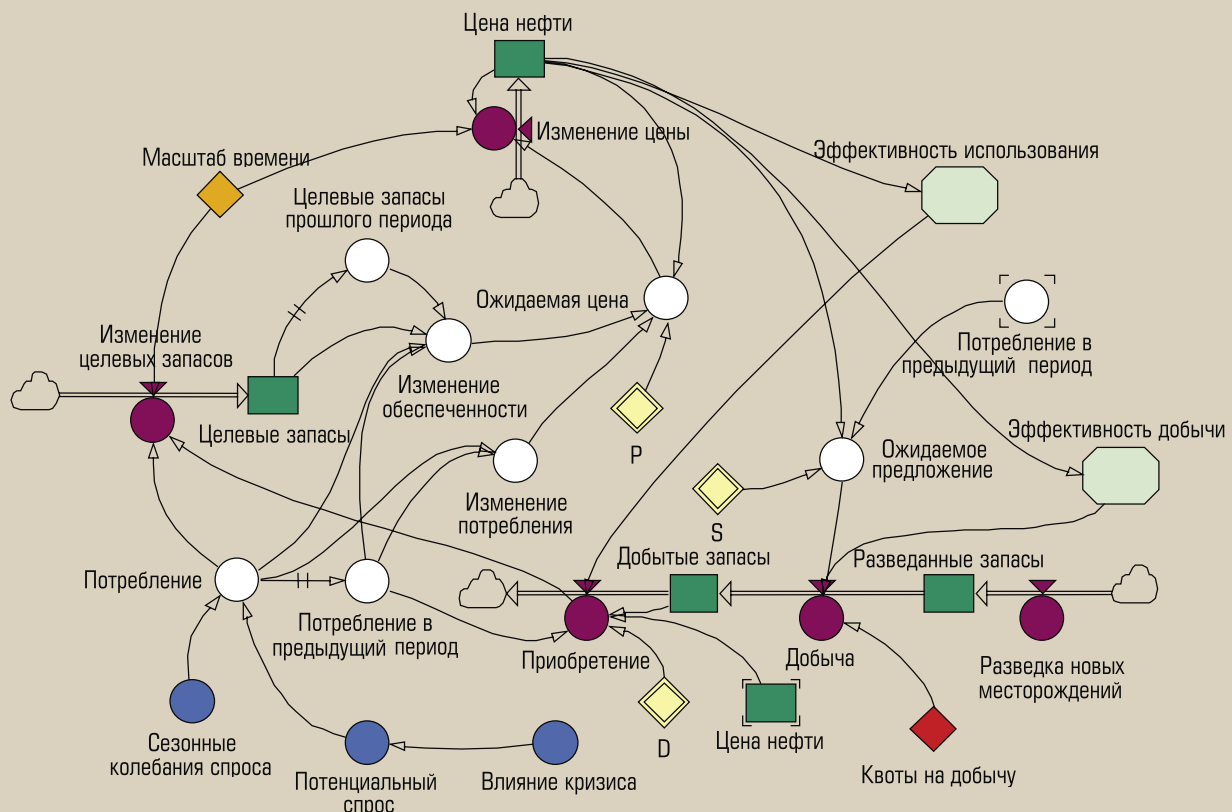 Цена нефти
Изменение цены
Масштаб времени
Эффективность использования
Целевые запасы
прошлого периода
Ожидаемая цена
Изменение
целевых запасов
Потребление в
предыдущий период
Изменение
обеспеченности
Целевые запасы
P
Эффективность добычи
Ожидаемое
предложение
Изменение
потребления
S
Добытые запасы
Разведанные запасы
Потребление
Потребление в
предыдущий период
Приобретение
Добыча
Разведка новых
месторождений
Сезонные
колебания спроса
D
Цена нефти
Потенциальный
спрос
Влияние кризиса
Квоты на добычу